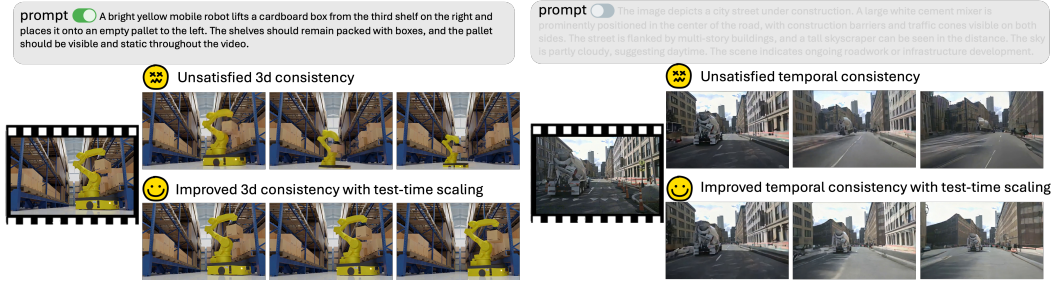 prompt A bright yellow mobile robot lifts a cardboard box from the third shelf on the right and
places it onto an empty pallet to the left. The shelves should remain packed with boxes, and the pallet
should be visible and static throughout the video.
Unsatisfied 3d consistency
Improved 3d consistency with test-time scaling
prompt The image depicts a city street under construction. A large white cement mixer is
prominently positioned in the center of the road, with construction barriers and traffic cones visible on both
sides. The street is flanked by multi-story buildings, and a tall skyscraper can be seen in the distance. The sky
is partly cloudy, suggesting daytime. The scene indicates ongoing roadwork or infrastructure development.
Unsatisfied temporal consistency
Improved temporal consistency with test-time scaling